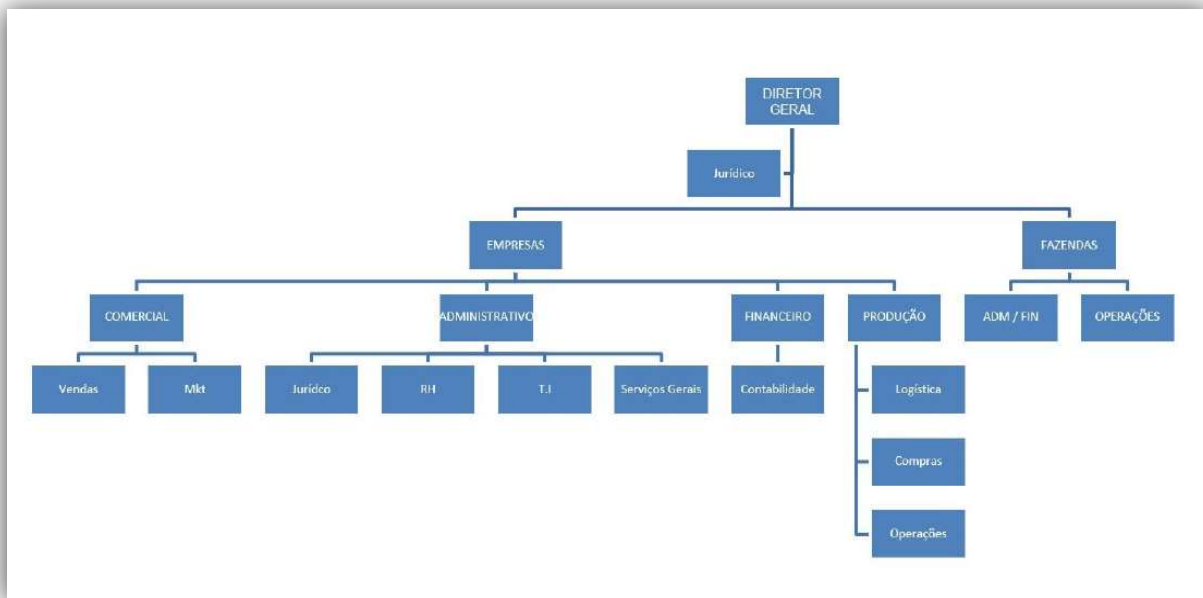 DIRETOR
GERAL
Jurídico
EMPRESAS
FAZENDAS
COMERCIAL
ADMINISTRATIVO
FINANCEIRO
PRODUÇÃO
ADM / FIN
OPERAÇÕES
Vendas
Mkt
Jurídco
RH
T.I
Serviços Gerais
Contabilidade
Logística
Compras
Operações